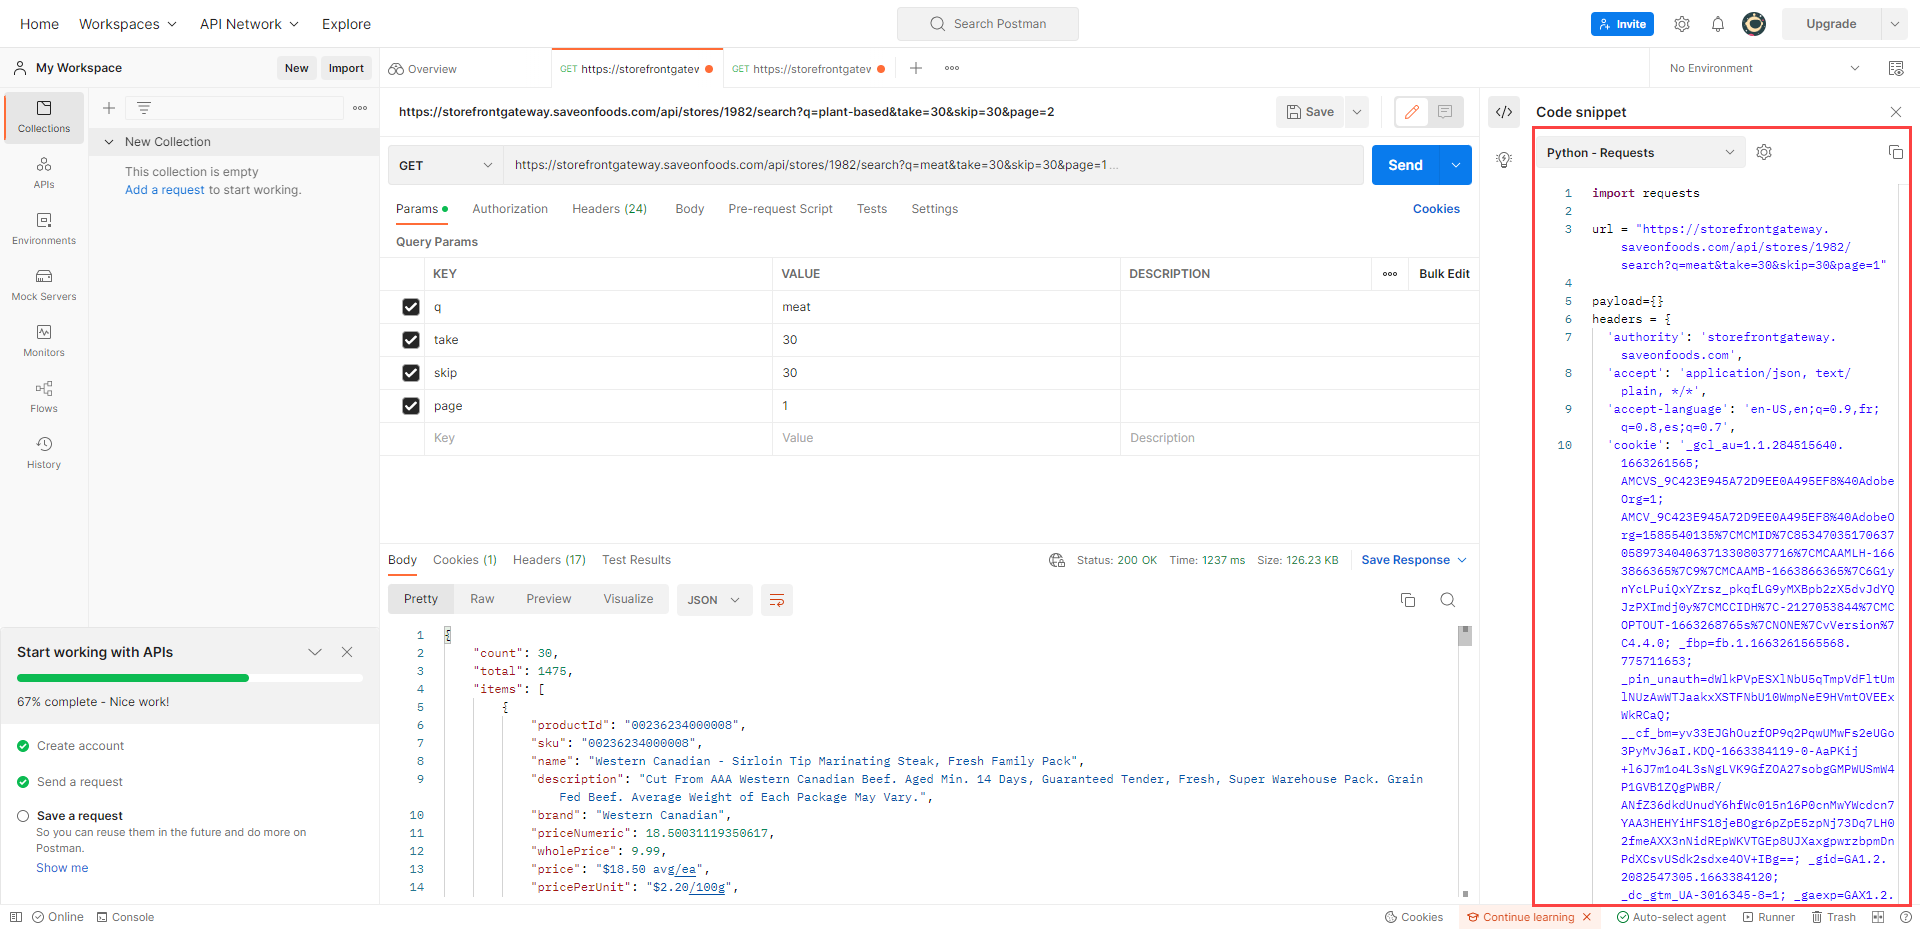 Home
Workspaces
API Network
Explore
Search Postman
Invite
Upgrade
My Workspace
New
Import
Overview
GET https://storefrontgatev
GET https://storefrontgatev
No Environment
Collections
APIs
Environments
Mock Servers
Monitors
Flows
History
New Collection
This collection is empty
Add a request to start working.
https://storefrontgateway.saveonfoods.com/api/stores/1982/search?q=plant-based&take=30&skip=30&page=2
Save
GET
https://storefrontgateway.saveonfoods.com/api/stores/1982/search?q=meat&take=30&skip=30&page=1...
Send
Params
Authorization
Headers (24)
Body
Pre-request Script
Tests
Settings
Cookies
Query Params
KEY VALUE DESCRIPTION
Bulk Edit
q meat
take 30
skip 30
page 1
Key Value Description
Body
Cookies (1)
Headers (17)
Test Results
Status: 200 OK
Time: 1237 ms
Size: 126.23 KB
Save Response
Pretty
Raw
Preview
Visualize
JSON
1 {
2 "count": 30,
3 "total": 1475,
4 "items": [
5 {
6 "productId": "00236234000008",
7 "sku": "00236234000008",
8 "name": "Western Canadian - Sirloin Tip Marinating Steak, Fresh Family Pack",
9 "description": "Cut From AAA Western Canadian Beef. Aged Min. 14 Days, Guaranteed Tender, Fresh, Super Warehouse Pack. Grain
Fed Beef. Average Weight of Each Package May Vary.",
10 "brand": "Western Canadian",
11 "priceNumeric": 18.50031119350617,
12 "wholePrice": 9.99,
13 "price": "$18.50 avg/ea",
14 "pricePerUnit": "$2.20/100g",
Code snippet
Python - Requests
1 import requests
2
3 url = "https://storefrontgateway.
saveonfoods.com/api/stores/1982/
search?q=meat&take=30&skip=30&page=1"
4
5 payload={}
6 headers = {
7 'authority': 'storefrontgateway.
saveonfoods.com',
8 'accept': 'application/json, text/
plain, */*',
9 'accept-language': 'en-US,en;q=0.9,fr;
q=0.8,es;q=0.7',
10 'cookie': '_gcl_au=1.1.284515640.
1663261565;
AMCVS_9C423E945A72D9EE0A495EF8%40Adobe
Org=1;
AMCV_9C423E945A72D9EE0A495EF8%40AdobeO
rg=1585540135%7CMCMID%7C85347035170637
058973404063713308037716%7CMCAAMLH-166
3866365%7C9%7CMCAAMB-1663866365%7C6G1y
nYcLPuiQxYZrsz_pkqfLG9yMXBpb2zX5dvJdYQ
JzPXImdj0y%7CMCCIDH%7C-2127053844%7CMC
OPTOUT-1663268765s%7CNONE%7CvVersion%7
C4.4.0; _fbp=fb.1.1663261565568.
775711653;
_pin_unauth=dWlkPVpESXlNbU5qTmpVdFltUm
lNUzAwWTJaakxXSTFNbU10WmpNeE9HVmtOVEEx
WkRCaQ;
__cf_bm=yv33EJGhOuzfOP9q2PqwUMwFs2eUGo
3PyMvJ6aI.KDQ-1663384119-0-AaPKij
+l6J7m1o4L3sNgLVK9GfZOA27sobgGMPWUSmW4
P1GVB1ZQgPWBR/
ANfZ36dkdUnudY6hfWc015n16P0cnMwYWcdcn7
YAA3HEHYiHFS18jeBOgr6pZpE5zpNj73Dq7LH0
2fmeAXX3nNidREpWKVTGEp8UJXaxgpwrzbpmDn
PdXCsvUSdk2sdxe4OV+IBg==; _gid=GA1.2.
2082547305.1663384120;
_dc_gtm_UA-3016345-8=1; _gaexp=GAX1.2.
Start working with APIs
67% complete - Nice work!
Create account
Send a request
Save a request
So you can reuse them in the future and do more on
Postman.
Show me
Online
Console
Cookies
Continue learning
Auto-select agent
Runner
Trash